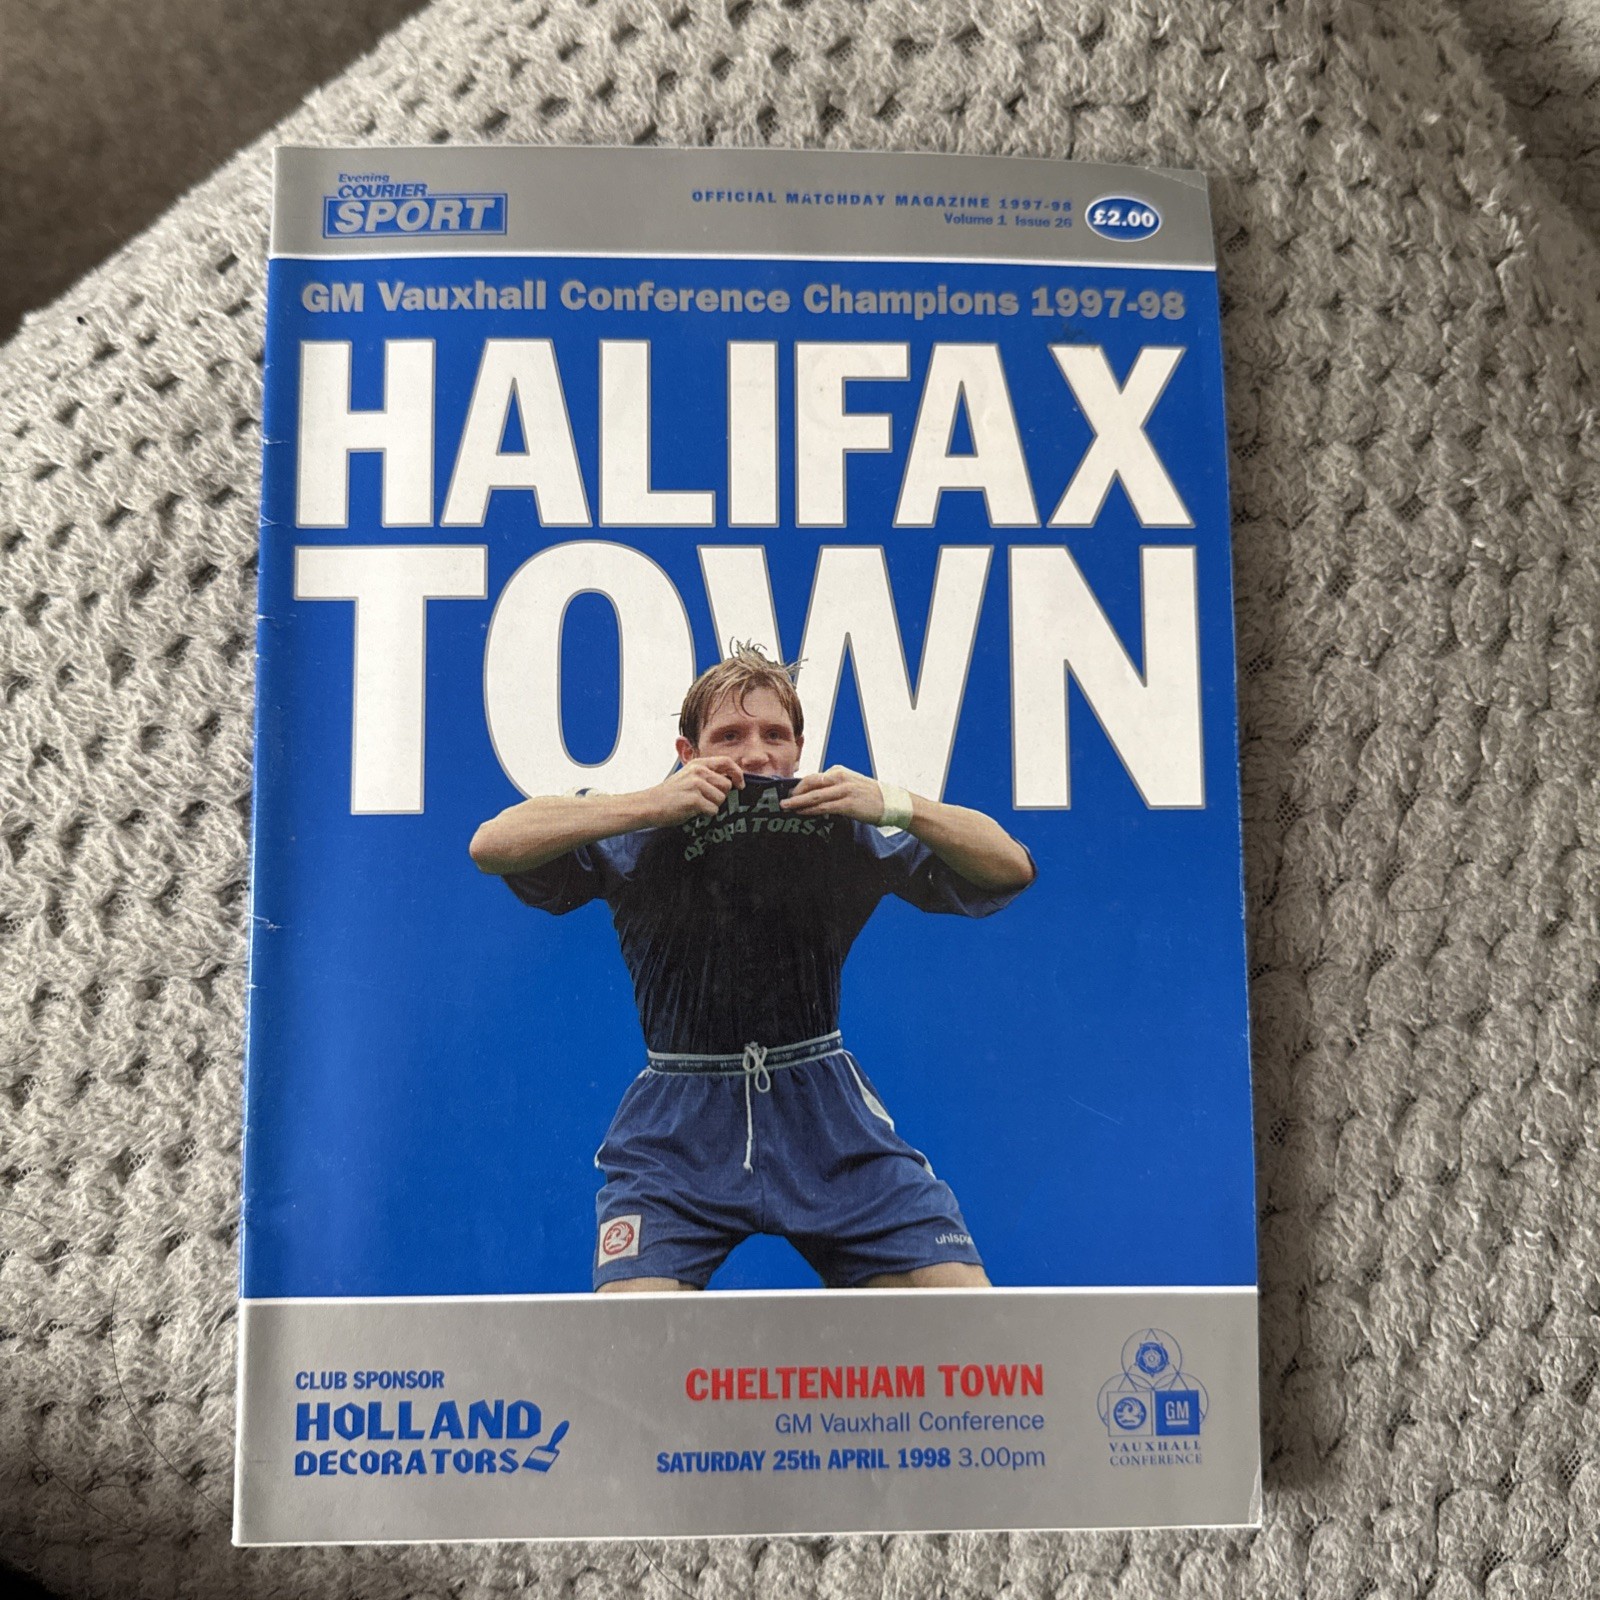 Evening
COURIER
SPORT
OFFICIAL MATCHDAY MAGAZINE 1997-98
Volume 1 Issue 26
£2.00
GM Vauxhall Conference Champions 1997-98
HALIFAX
TOWN
DECORATORS
uhlspo
CLUB SPONSOR
HOLLAND
DECORATORS
CHELTENHAM TOWN
GM Vauxhall Conference
SATURDAY 25th APRIL 1998 3.00pm
GM
VAUXHALL
CONFERENCE